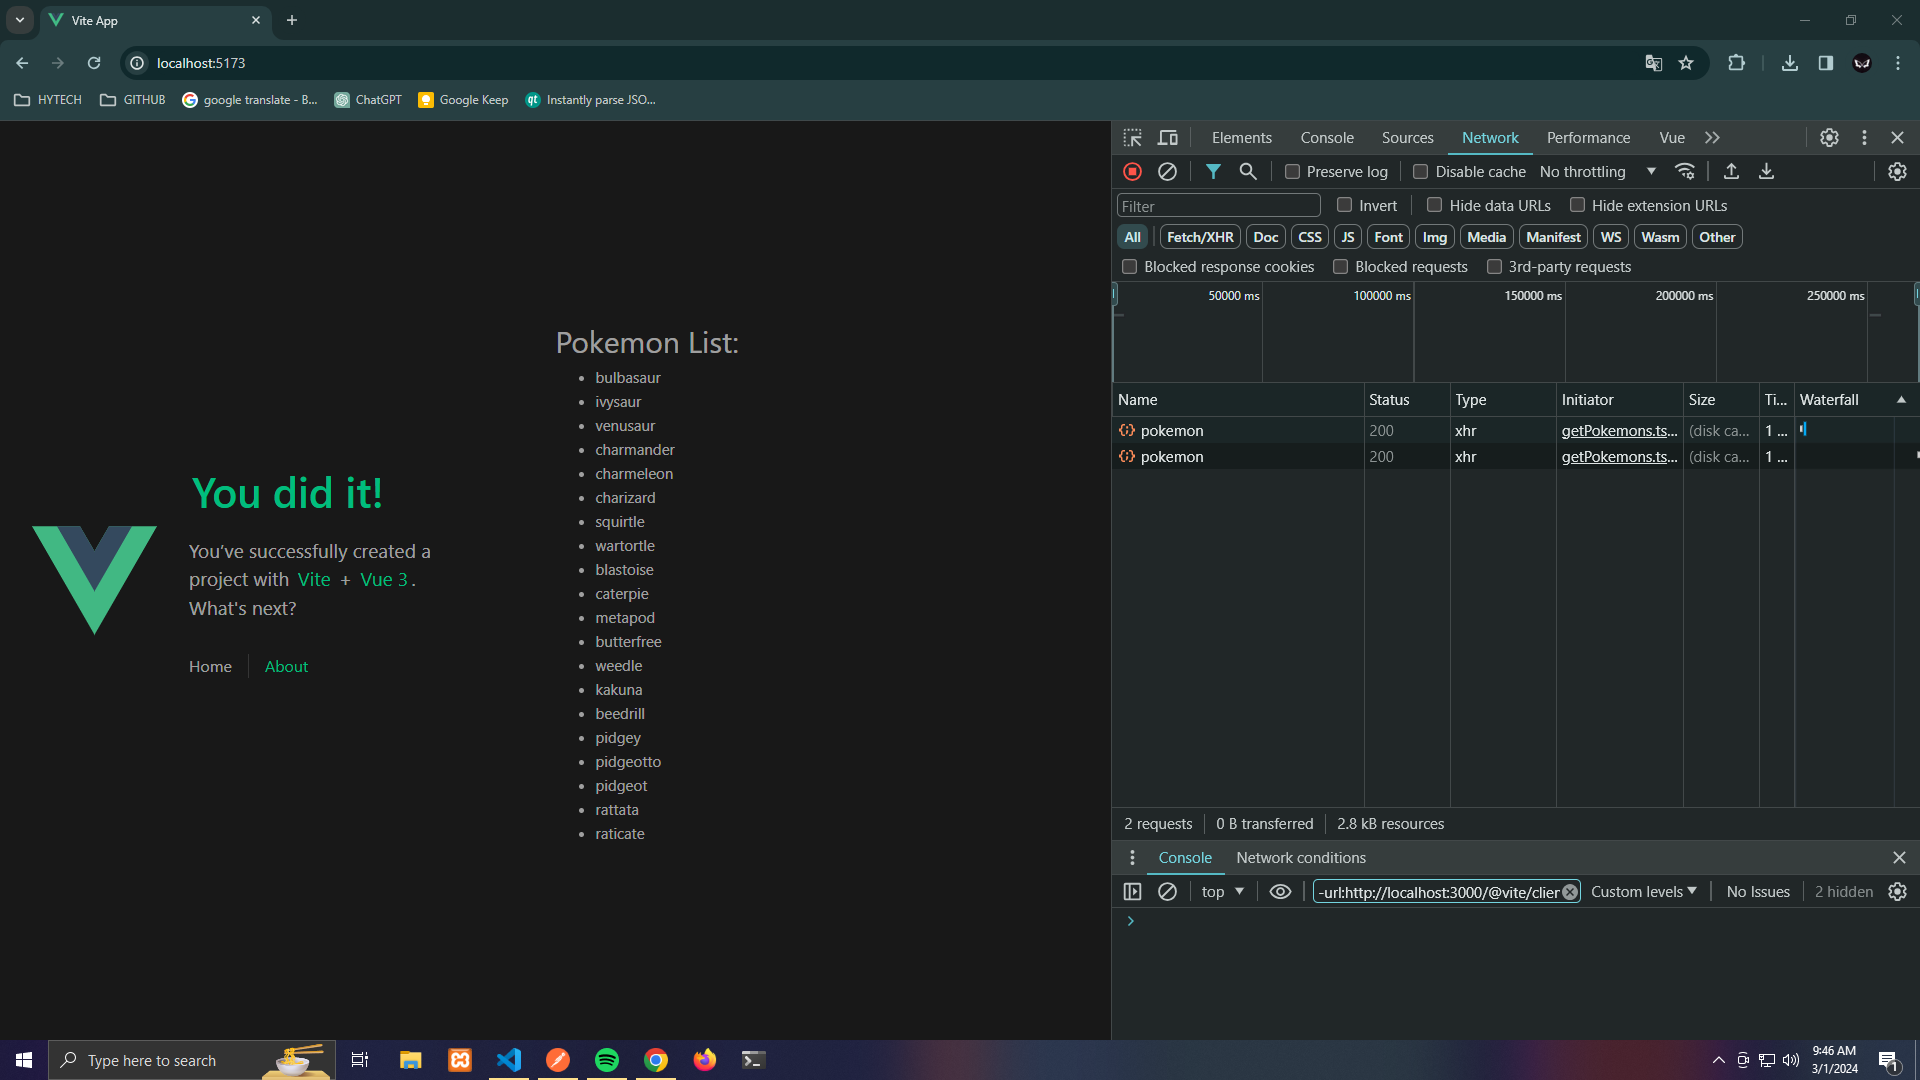 Vite App
localhost:5173
HYTECH
GITHUB
google translate - B...
ChatGPT
Google Keep
Instantly parse JSO...
Elements
Console
Sources
Network
Performance
Vue
Preserve log
Disable cache
No throttling
Filter
Invert
Hide data URLs
Hide extension URLs
All
Fetch/XHR
Doc
CSS
JS
Font
Img
Media
Manifest
WS
Wasm
Other
Blocked response cookies
Blocked requests
3rd-party requests
50000 ms
100000 ms
150000 ms
200000 ms
250000 ms
Name
Status
Type
Initiator
Size
Ti...
Waterfall
pokemon 200 xhr getPokemons.ts... (disk ca... 1 ...
pokemon 200 xhr getPokemons.ts... (disk ca... 1 ...
2 requests
0 B transferred
2.8 kB resources
Console
Network conditions
top
-url:http://localhost:3000/@vite/clier
Custom levels
No Issues
2 hidden
You did it!
You've successfully created a
project with Vite + Vue 3.
What's next?
Home
About
Pokemon List:
bulbasaur
ivysaur
venusaur
charmander
charmeleon
charizard
squirtle
wartortle
blastoise
caterpie
metapod
butterfree
weedle
kakuna
beedrill
pidgey
pidgeotto
pidgeot
rattata
raticate
Type here to search
9:46 AM
3/1/2024
1